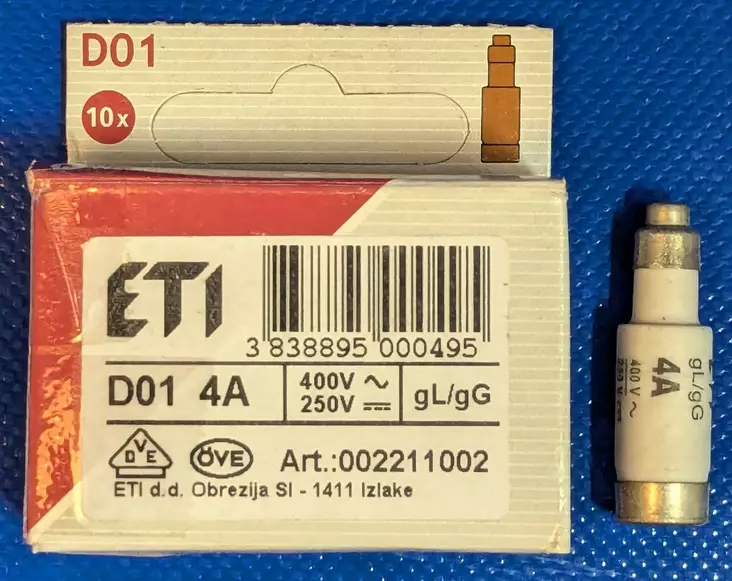 D01
10x
ETI
3 838895 000495
D01 4A
400V ~
250V ⎓
gL/gG
DVE
ÖVE
Art.:002211002
ETI d.d. Obrezija SI - 1411 Izlake
gL/gG
4A
400 V ~